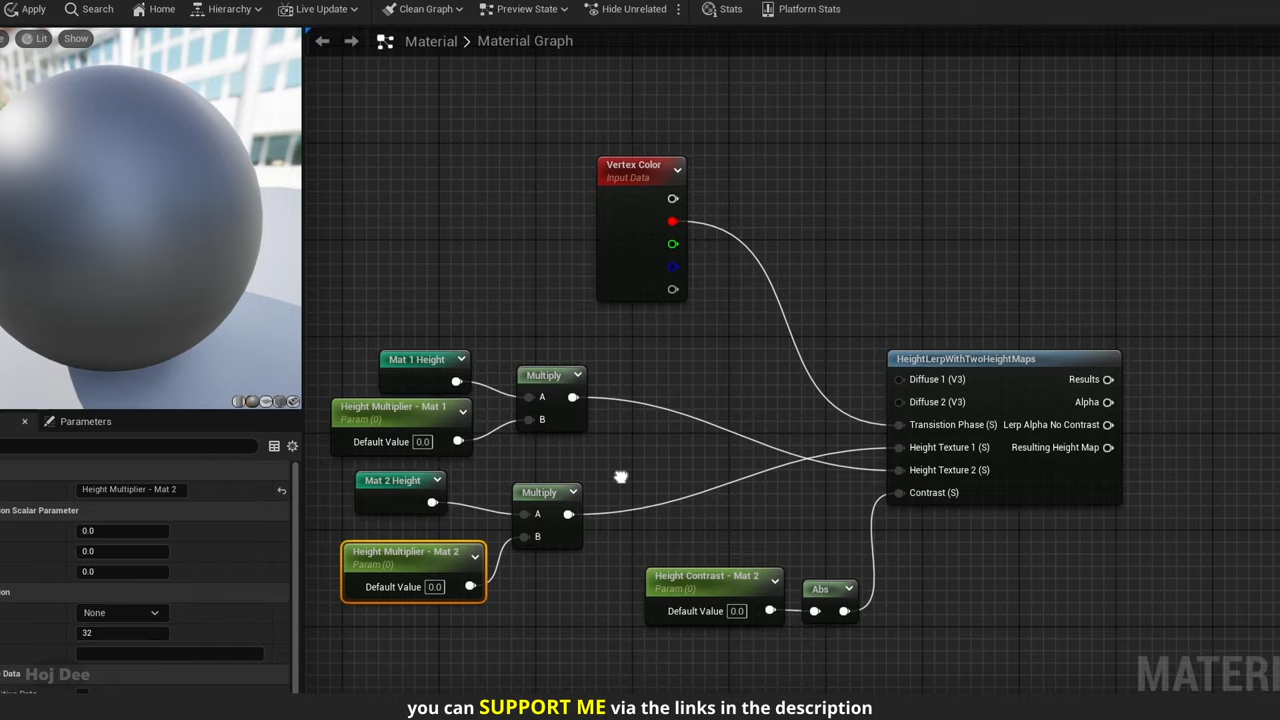 Apply
Search
Home
Hierarchy
Live Update
Clean Graph
Preview State
Hide Unrelated
Stats
Platform Stats
Lit
Show
Material > Material Graph
Vertex Color
Input Data
Mat 1 Height
Multiply
A
B
Height Multiplier - Mat 1
Param (0)
Default Value 0.0
Mat 2 Height
Multiply
A
B
Height Multiplier - Mat 2
Param (0)
Default Value 0.0
Height Contrast - Mat 2
Param (0)
Default Value 0.0
Abs
HeightLerpWithTwoHeightMaps
Diffuse 1 (V3) Results
Diffuse 2 (V3) Alpha
Transistion Phase (S) Lerp Alpha No Contrast
Height Texture 1 (S) Resulting Height Map
Height Texture 2 (S)
Contrast (S)
Parameters
Height Multiplier - Mat 2
on Scalar Parameter
0.0
0.0
0.0
on
None
32
e Data
Hoj Dee
MATERI
you can SUPPORT ME via the links in the description